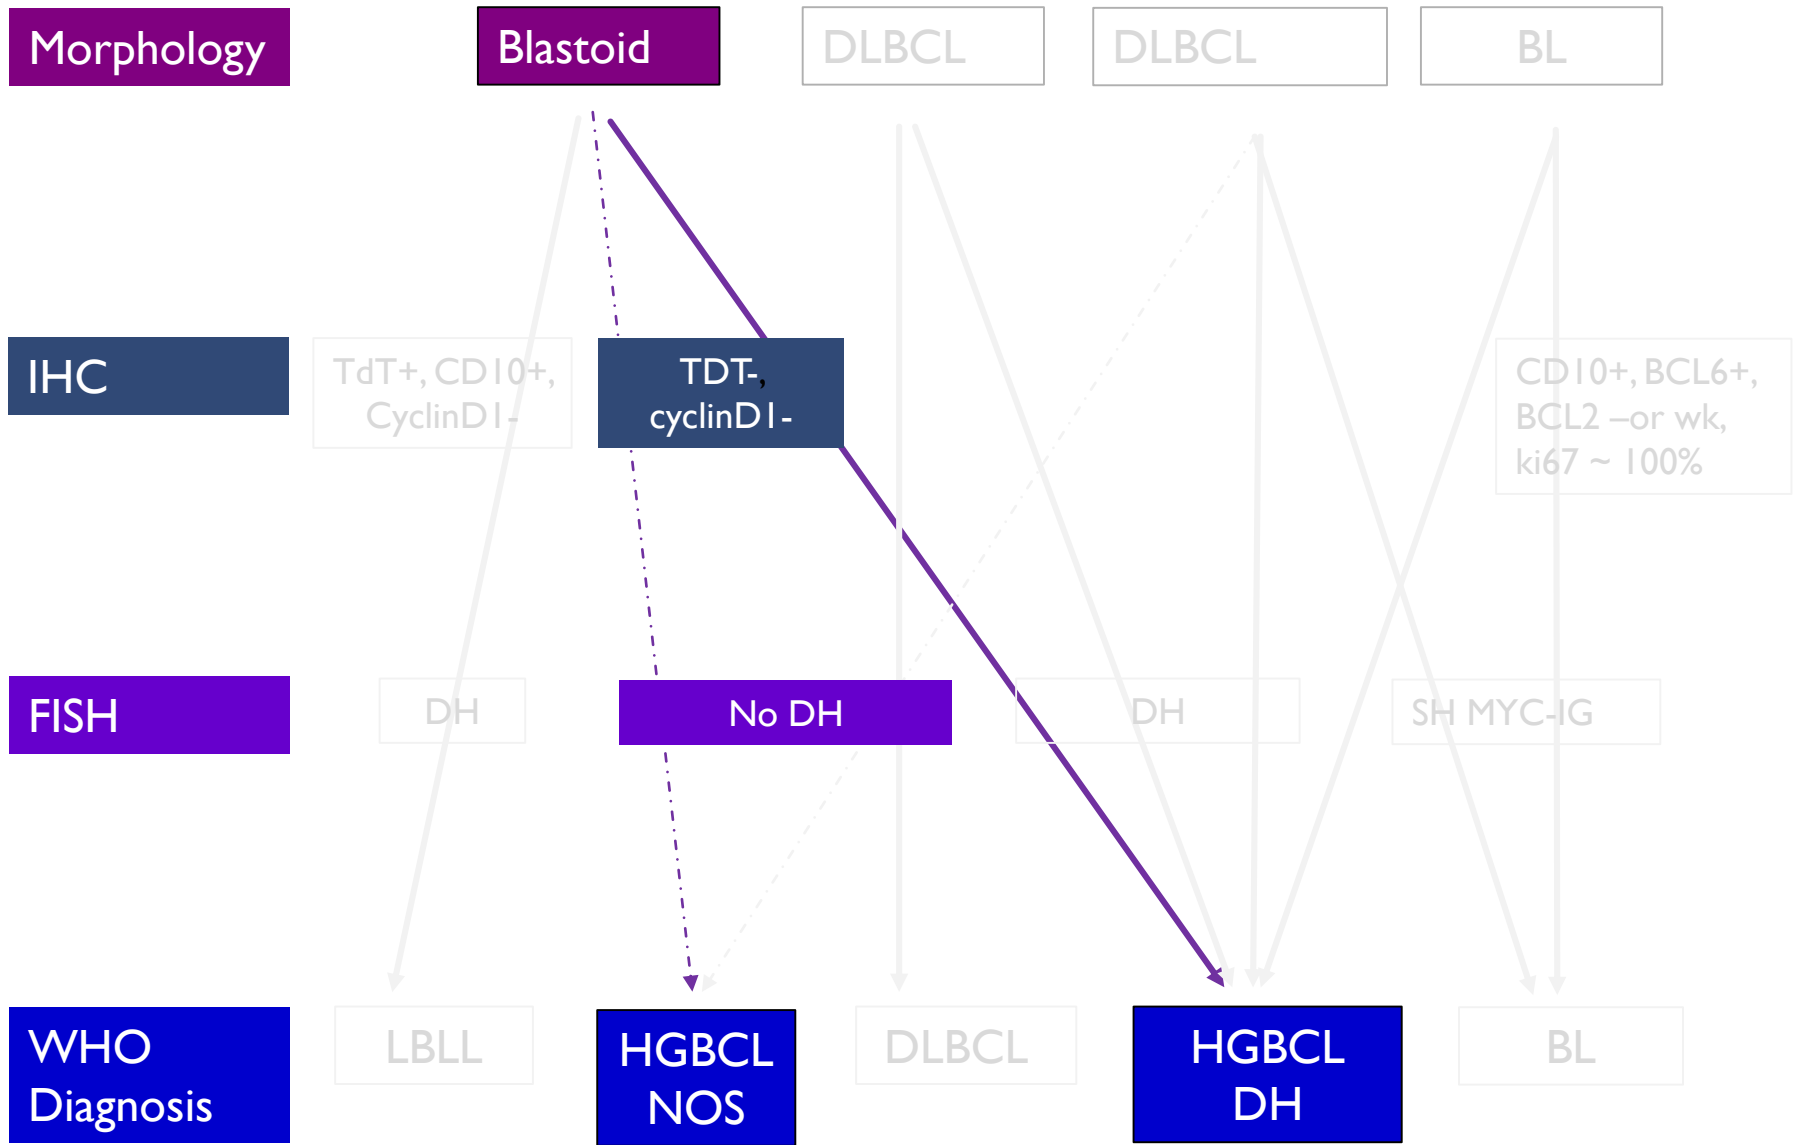 Morphology
Blastoid
DLBCL
DLBCL
BL
IHC
TdT+, CD10+,
CyclinD1-
TDT-,
cyclinD1-
CD10+, BCL6+,
BCL2 –or wk,
ki67 ~ 100%
FISH
DH
No DH
DH
SH MYC-IG
WHO
Diagnosis
LBLL
HGBCL
NOS
DLBCL
HGBCL
DH
BL